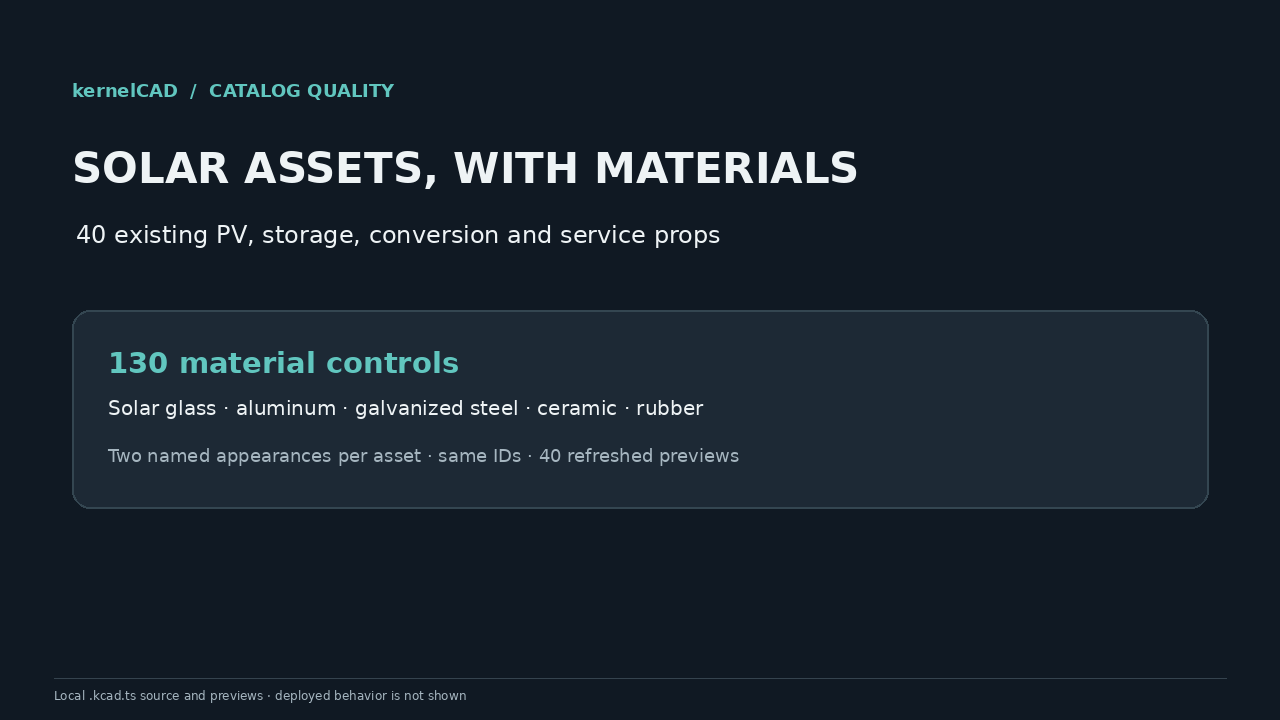 kernelCAD / CATALOG QUALITY
SOLAR ASSETS, WITH MATERIALS
40 existing PV, storage, conversion and service props
130 material controls
Solar glass · aluminum · galvanized steel · ceramic · rubber
Two named appearances per asset · same IDs · 40 refreshed previews
Local .kcad.ts source and previews · deployed behavior is not shown